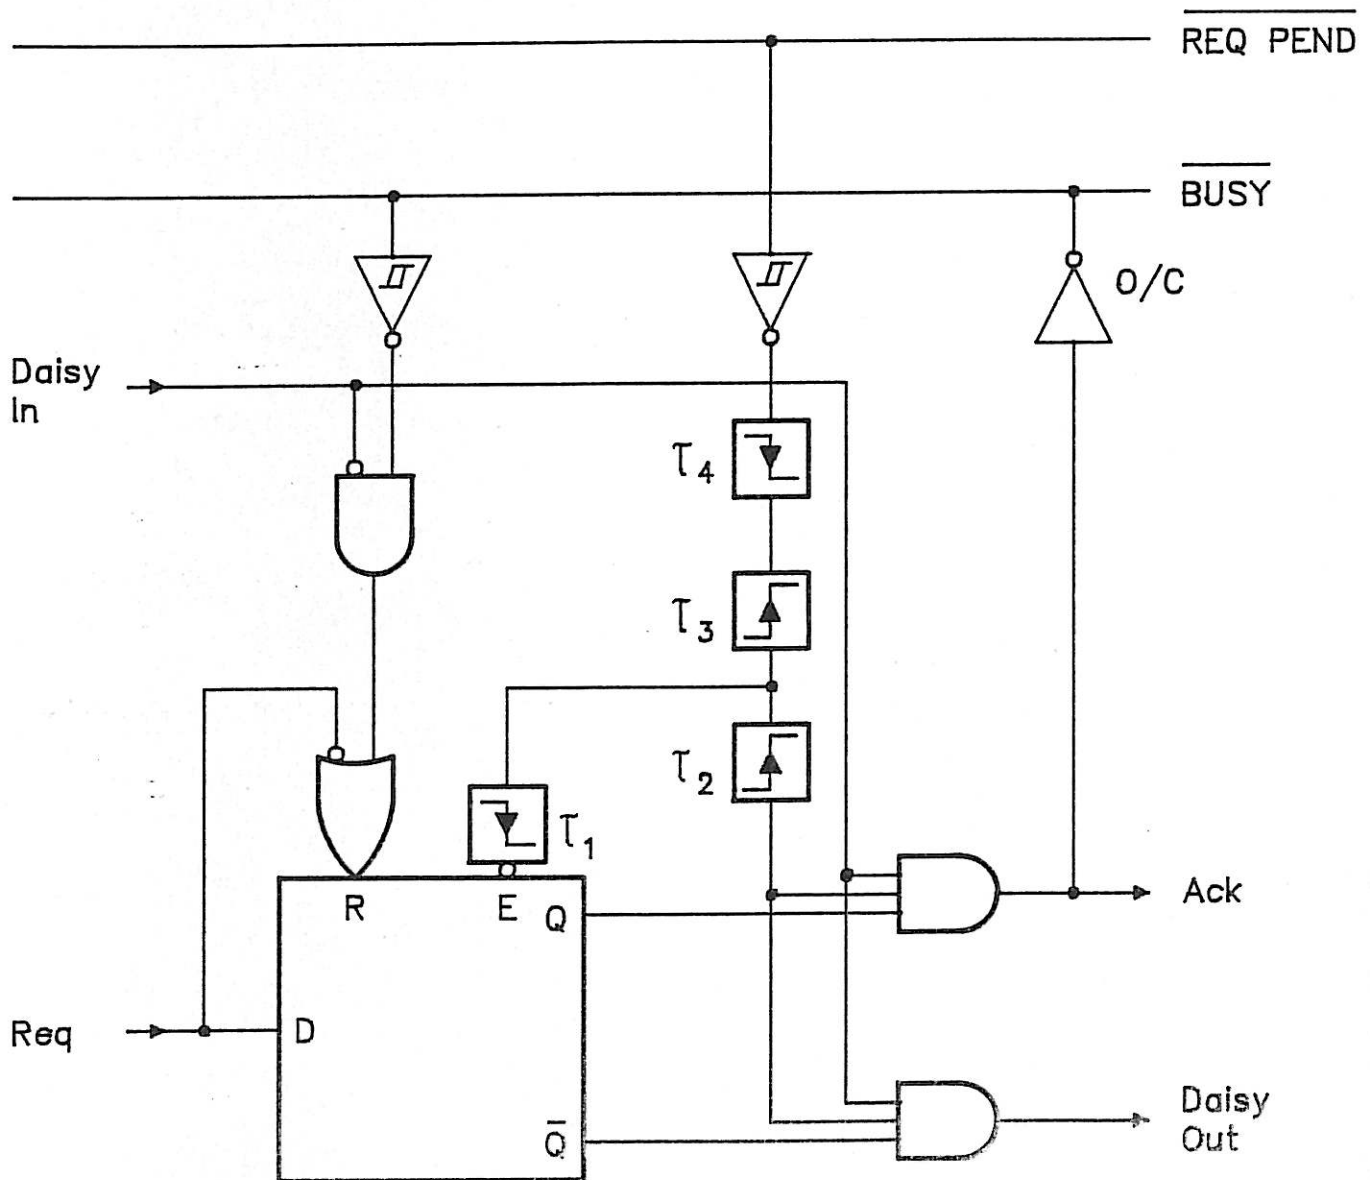 REQ PEND
BUSY
O/C
Daisy
In
τ4
τ3
τ2
τ1
R
E
Q
Ack
Req
D
Daisy
Out
Q̅